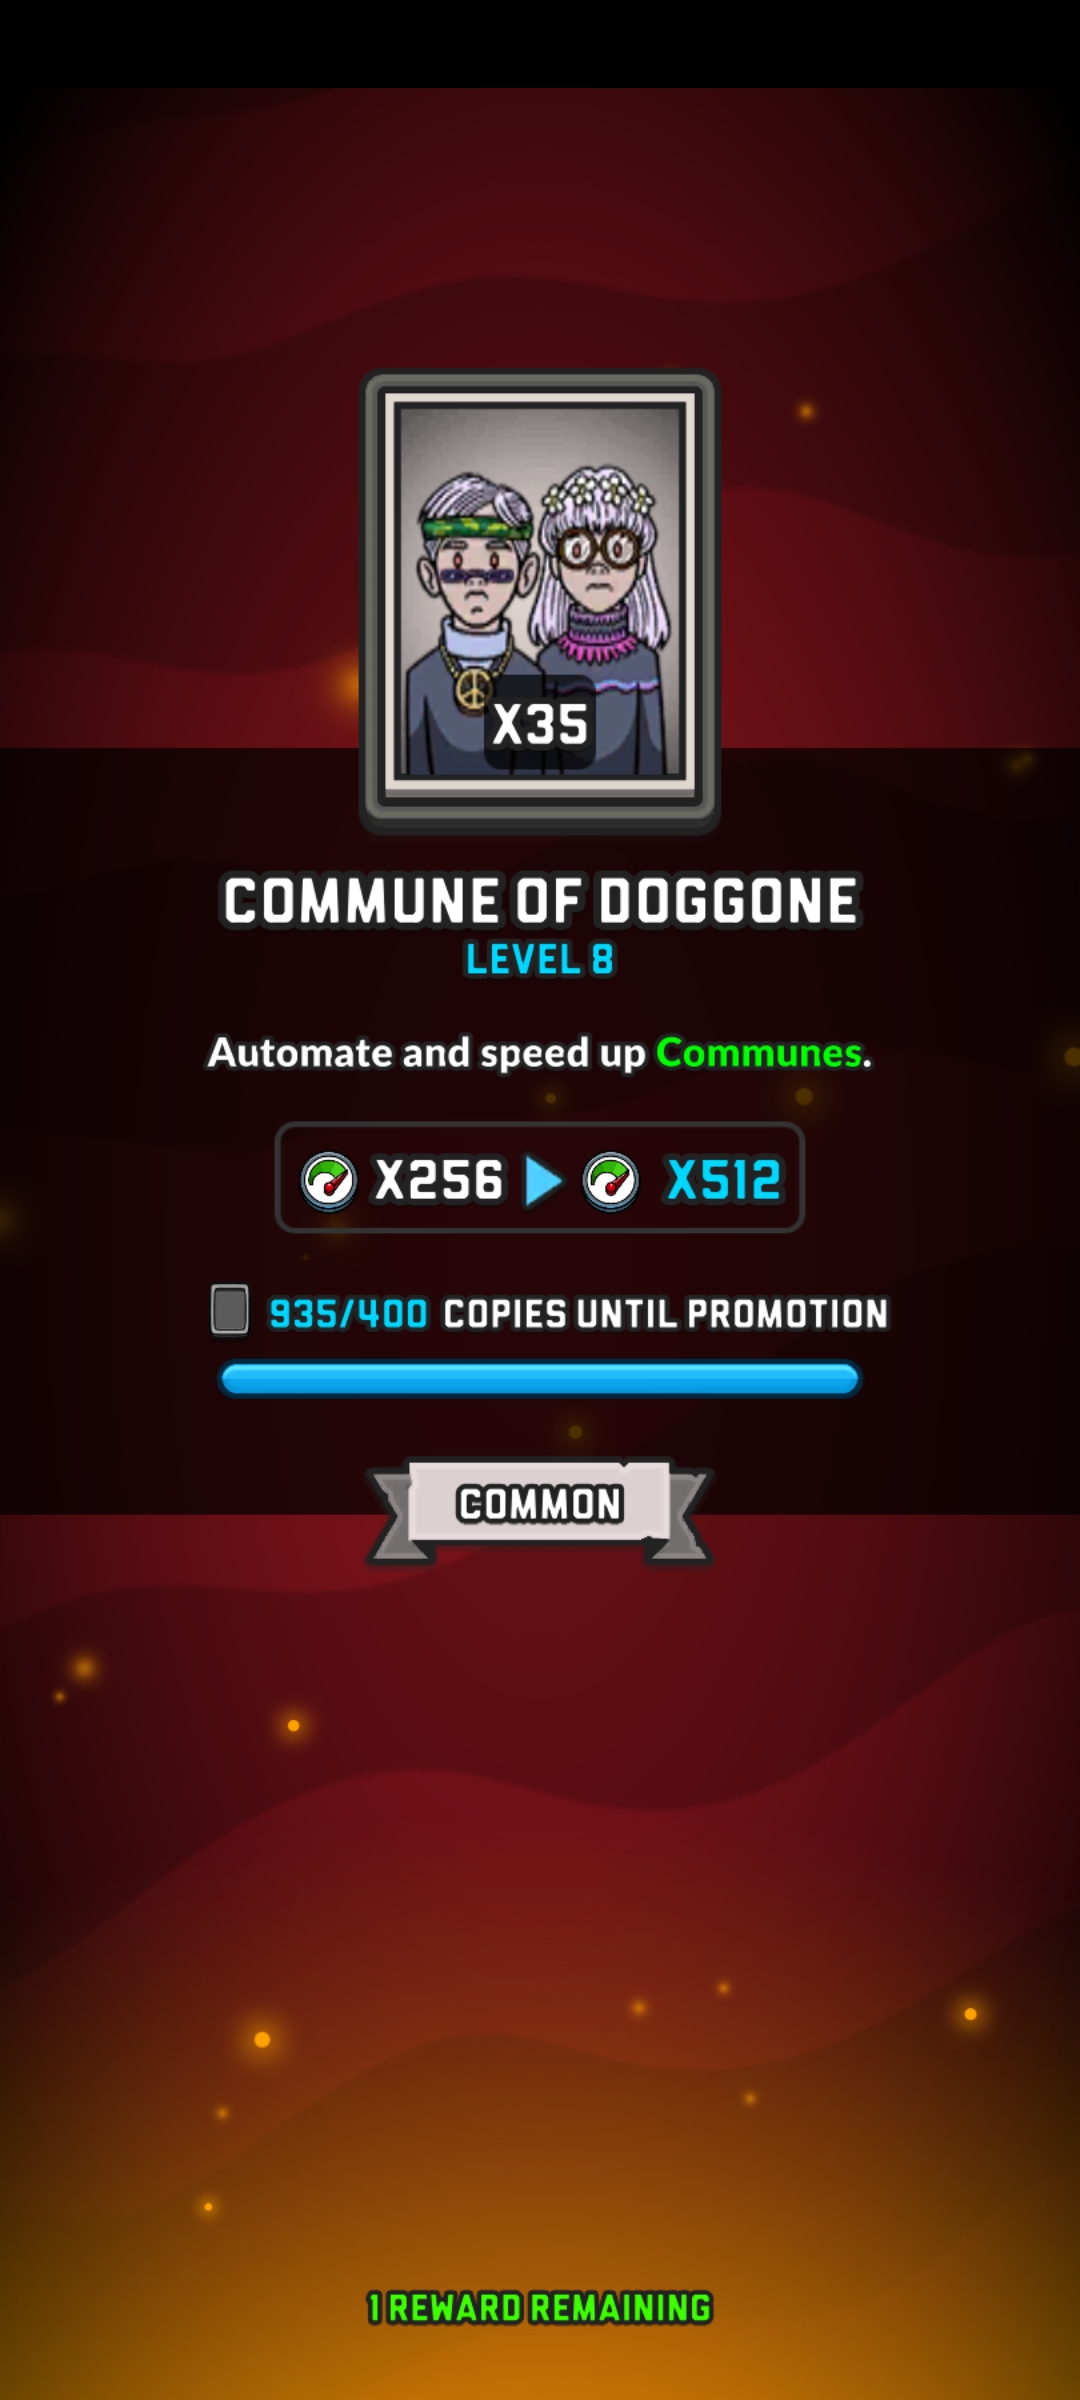 X35
COMMUNE OF DOGGONE
LEVEL 8
Automate and speed up Communes.
X256 X512
935/400 COPIES UNTIL PROMOTION
COMMON
1 REWARD REMAINING